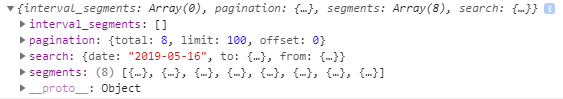 ▼ {interval_segments: Array(0), pagination: {…}, segments: Array(8), search: {…}} i
▶ interval_segments: []
▶ pagination: {total: 8, limit: 100, offset: 0}
▶ search: {date: "2019-05-16", to: {…}, from: {…}}
▶ segments: (8) [{…}, {…}, {…}, {…}, {…}, {…}, {…}, {…}]
▶ __proto__: Object